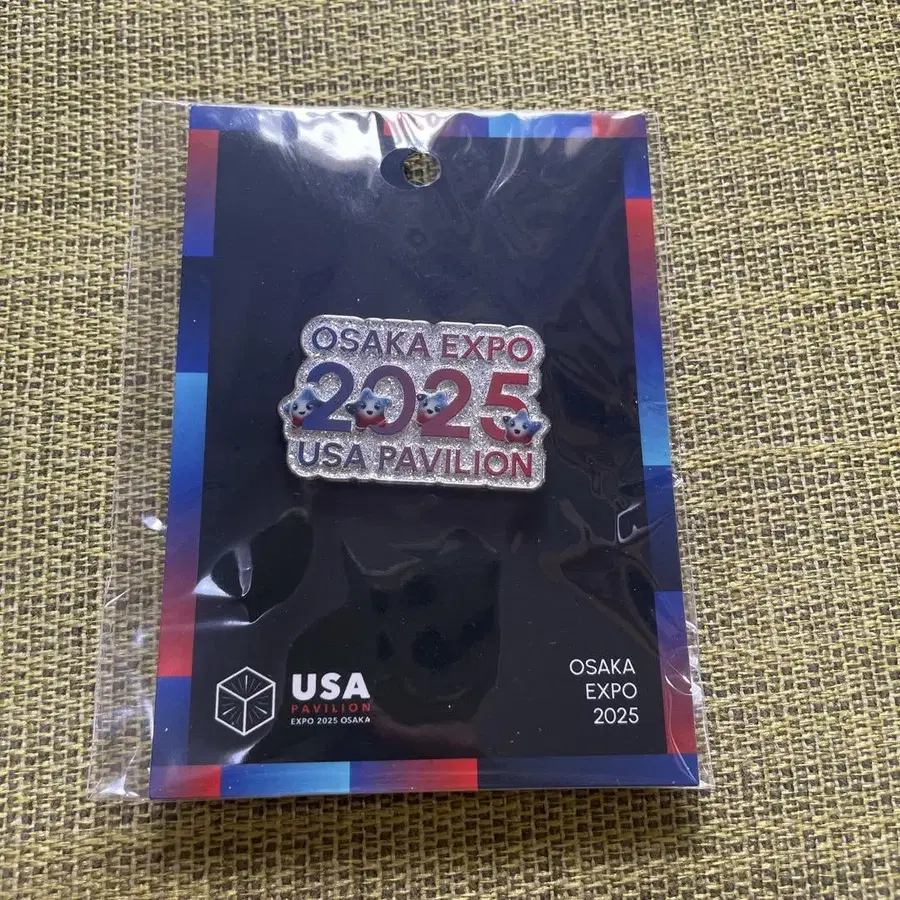 OSAKA EXPO
2025
USA PAVILION
USA
PAVILION
EXPO 2025 OSAKA
OSAKA
EXPO
2025